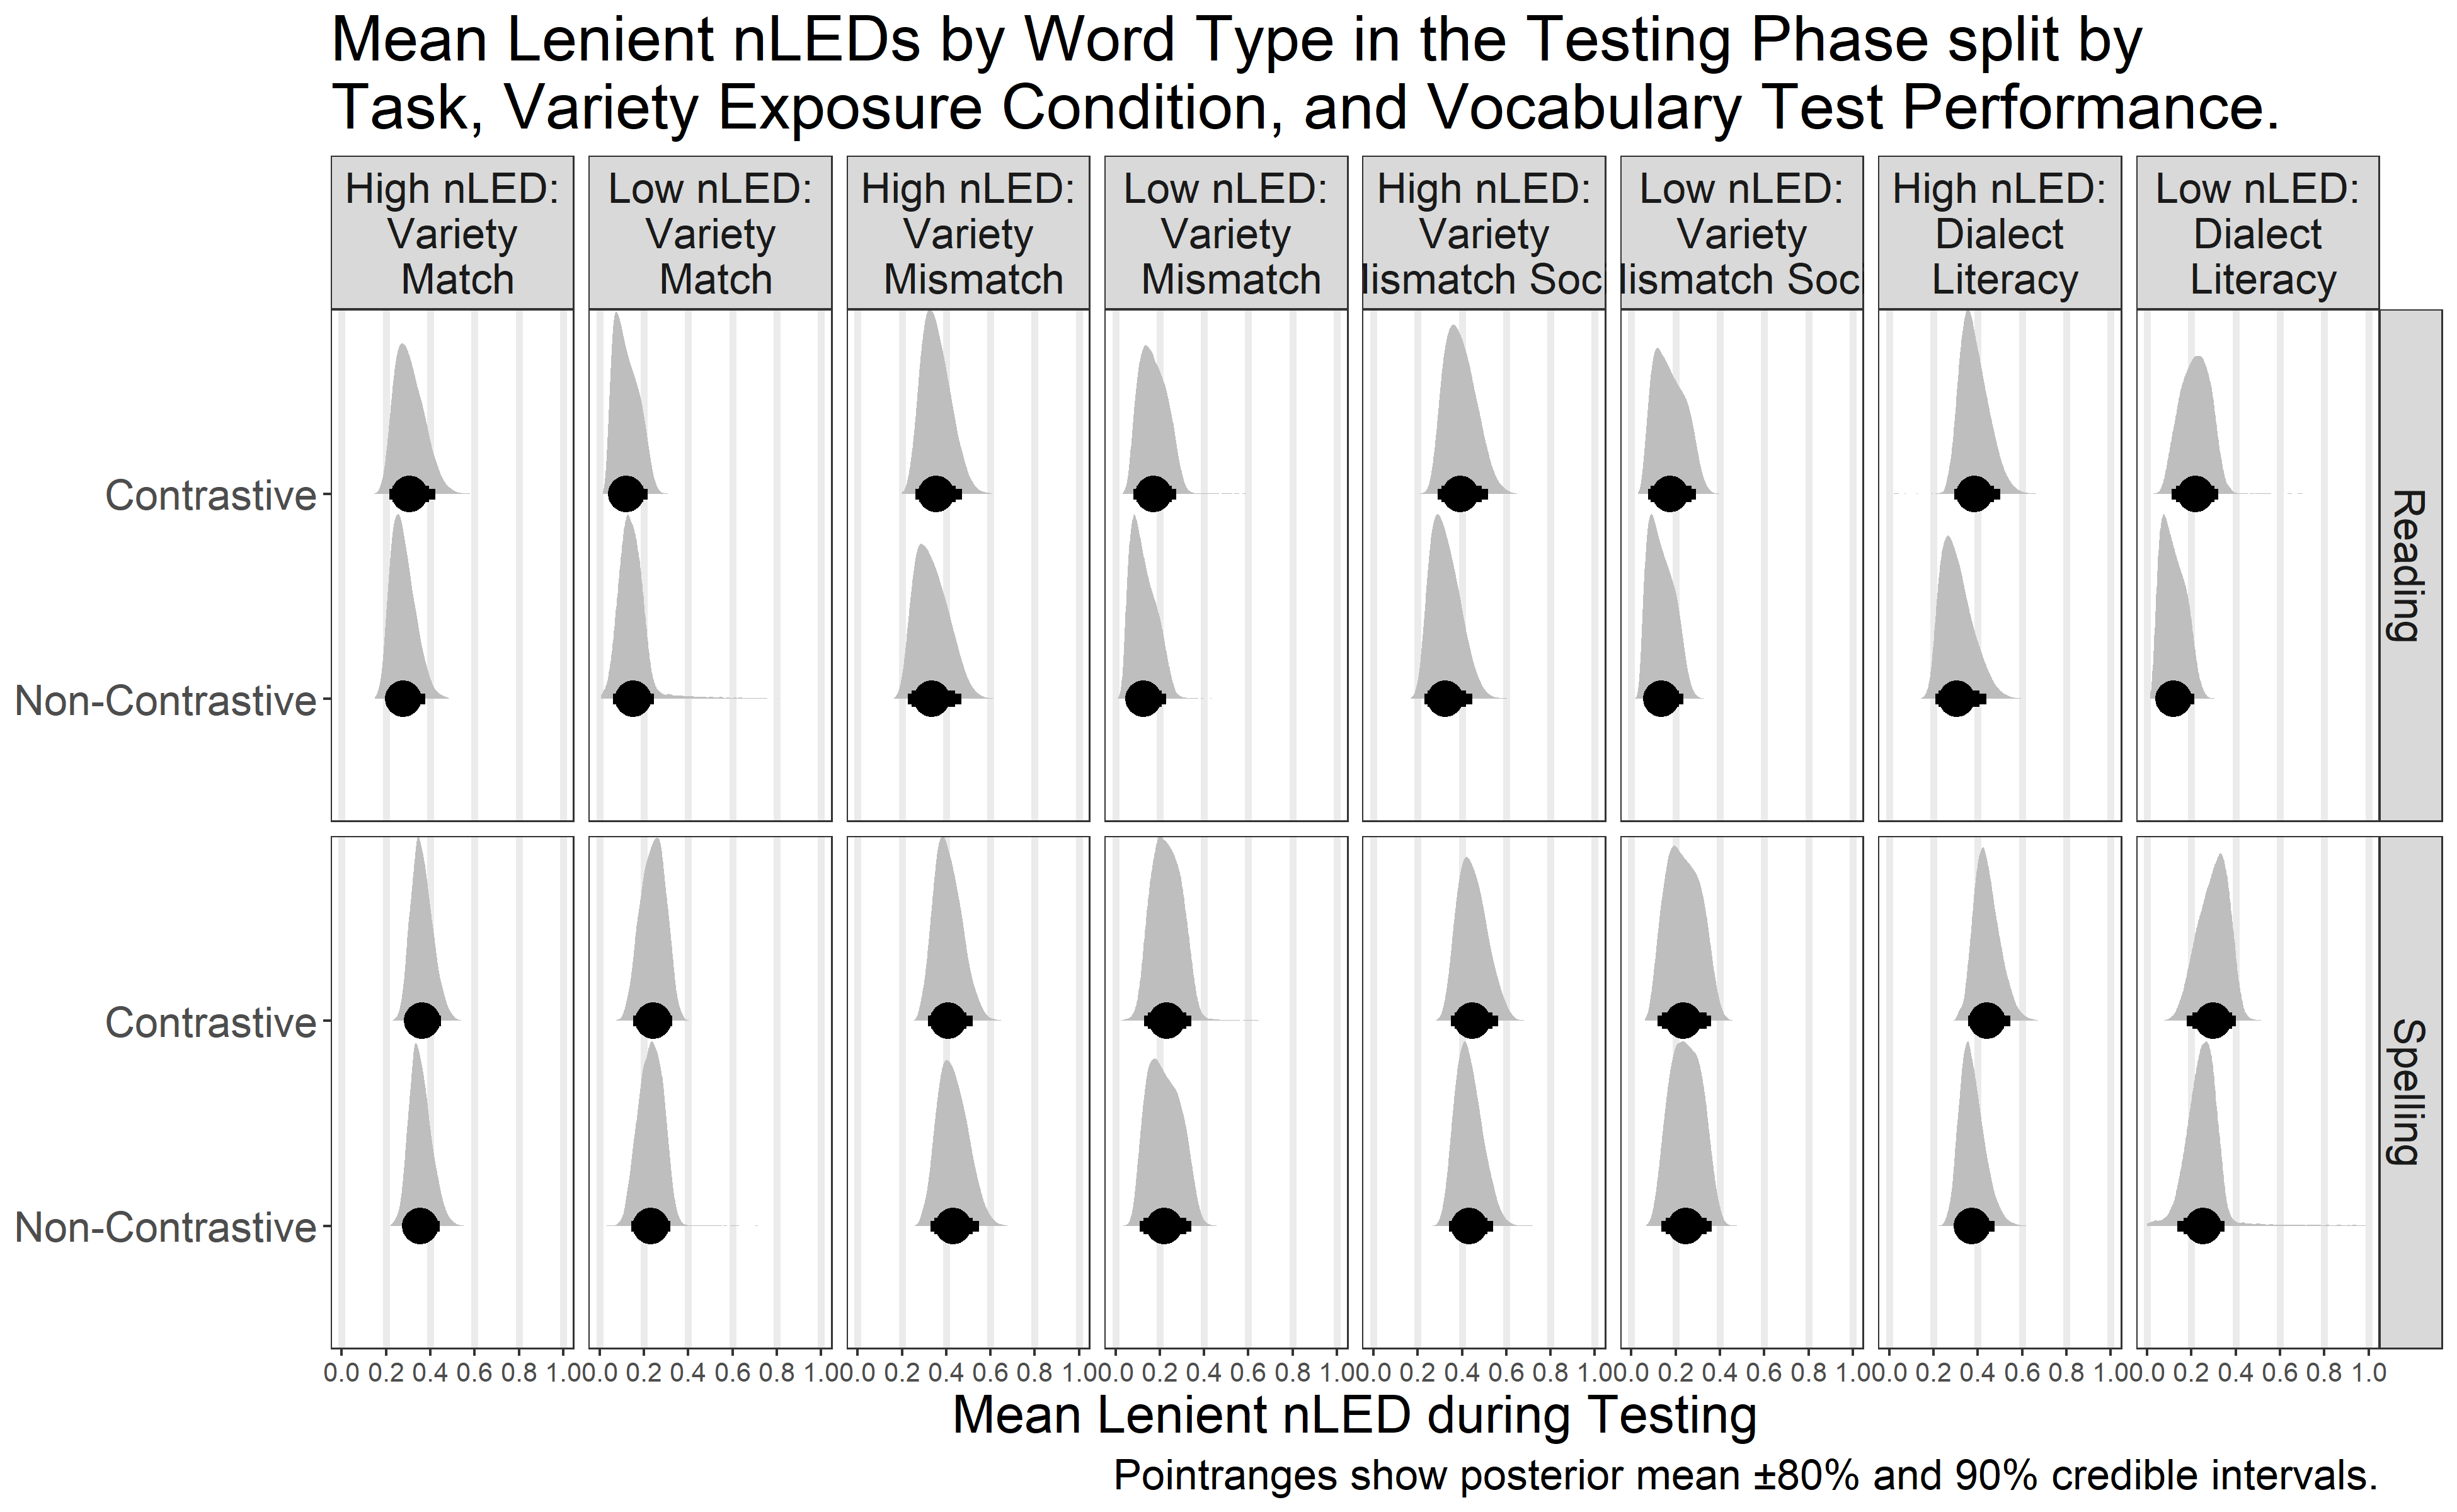 Mean Lenient nLEDs by Word Type in the Testing Phase split by
Task, Variety Exposure Condition, and Vocabulary Test Performance.
High nLED:
Variety
Match
Low nLED:
Variety
Match
High nLED:
Variety
Mismatch
Low nLED:
Variety
Mismatch
High nLED:
Variety
lismatch Soci
Low nLED:
Variety
lismatch Soci
High nLED:
Dialect
Literacy
Low nLED:
Dialect
Literacy
Contrastive
Non-Contrastive
Reading
Contrastive
Non-Contrastive
Spelling
0.0 0.2 0.4 0.6 0.8 1.0
0.0 0.2 0.4 0.6 0.8 1.0
0.0 0.2 0.4 0.6 0.8 1.0
0.0 0.2 0.4 0.6 0.8 1.0
0.0 0.2 0.4 0.6 0.8 1.0
0.0 0.2 0.4 0.6 0.8 1.0
0.0 0.2 0.4 0.6 0.8 1.0
0.0 0.2 0.4 0.6 0.8 1.0
Mean Lenient nLED during Testing
Pointranges show posterior mean ±80% and 90% credible intervals.